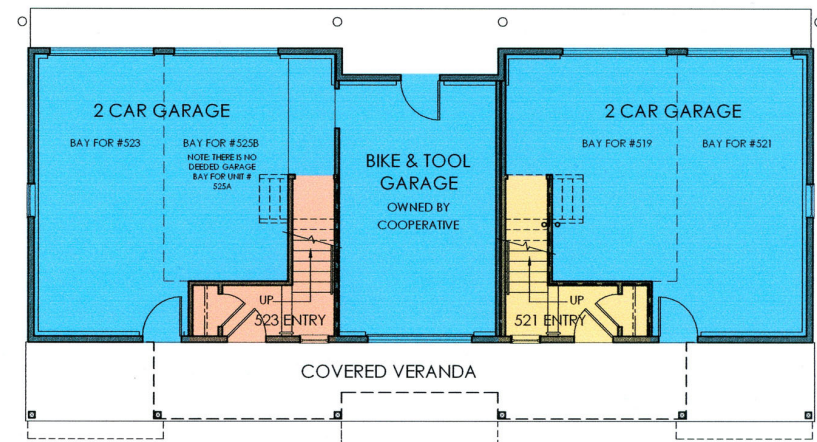 2 CAR GARAGE
BAY FOR #523
BAY FOR #525B
NOTE: THERE IS NO
DEEDED GARAGE
BAY FOR UNIT #
525A
BIKE & TOOL
GARAGE
OWNED BY
COOPERATIVE
2 CAR GARAGE
BAY FOR #519
BAY FOR #521
UP
523 ENTRY
UP
521 ENTRY
COVERED VERANDA